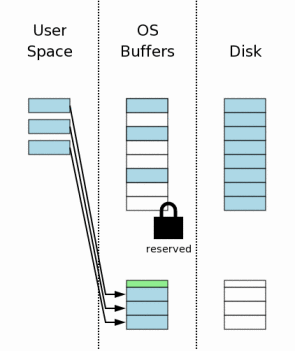 User
Space
OS
Buffers
Disk
reserved